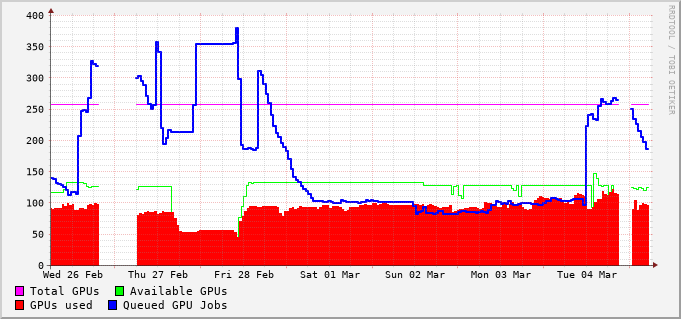 400
350
300
250
200
150
100
50
0
Wed 26 Feb Thu 27 Feb Fri 28 Feb Sat 01 Mar Sun 02 Mar Mon 03 Mar Tue 04 Mar
Total GPUs Available GPUs
GPUs used Queued GPU Jobs
RRDTOOL / TOBI OETIKER